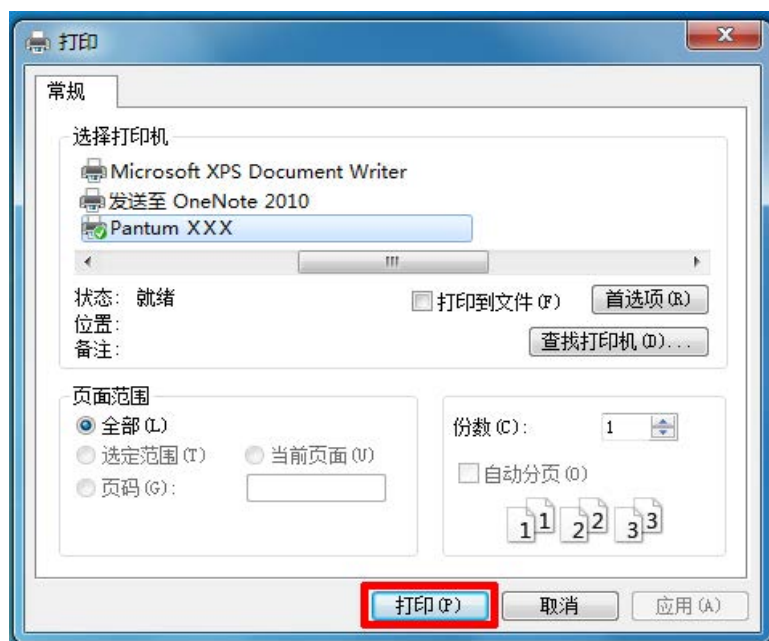 打印
常规
选择打印机
Microsoft XPS Document Writer
发送至 OneNote 2010
Pantum XXX
状态: 就绪
打印到文件(F) 首选项(R)
位置:
查找打印机(D)...
备注:
页面范围
全部(L)
份数(C): 1
选定范围(T) 当前页面(U)
自动分页(O)
页码(G):
1 1 2 2 3 3
打印(P) 取消 应用(A)